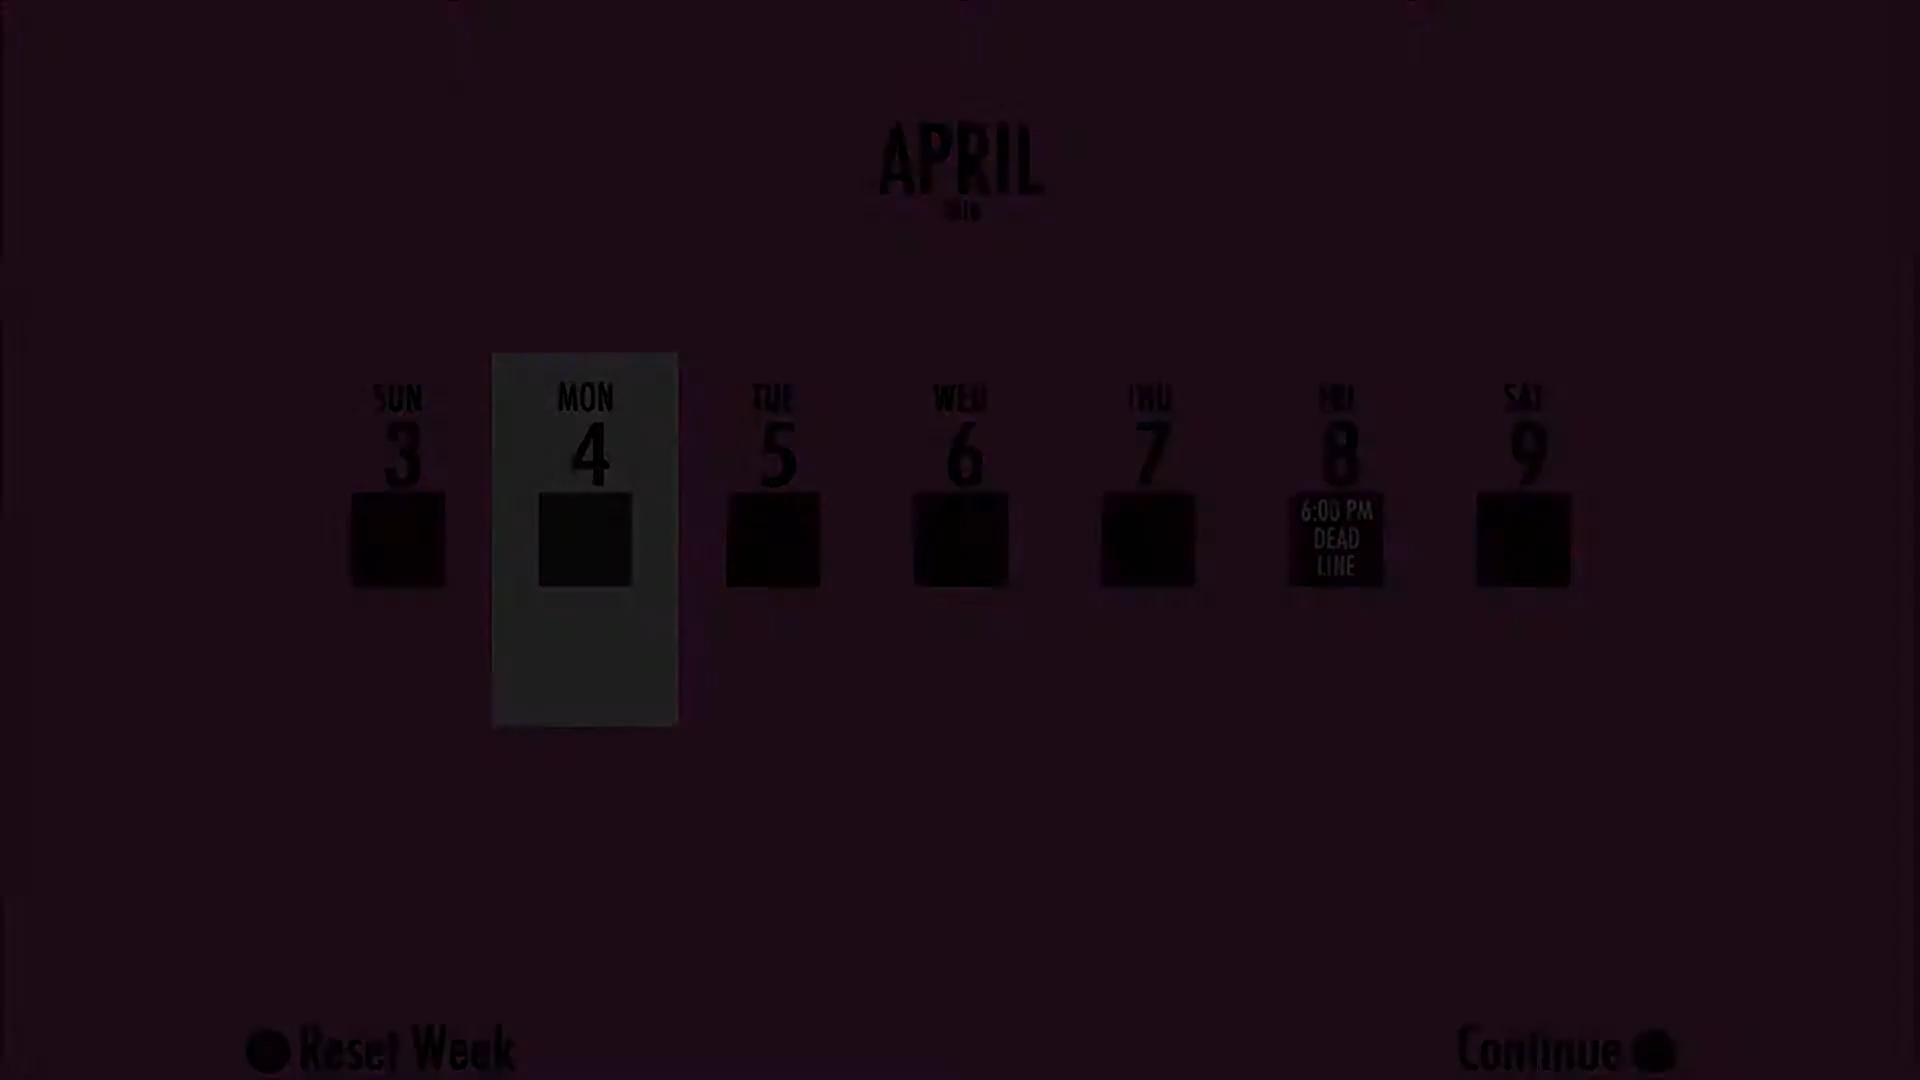 APRIL
SUN
MON
TUE
WED
THU
FRI
SAT
3
4
5
6
7
8
9
6:00 PM
DEAD
LINE
Reset Week
Continue